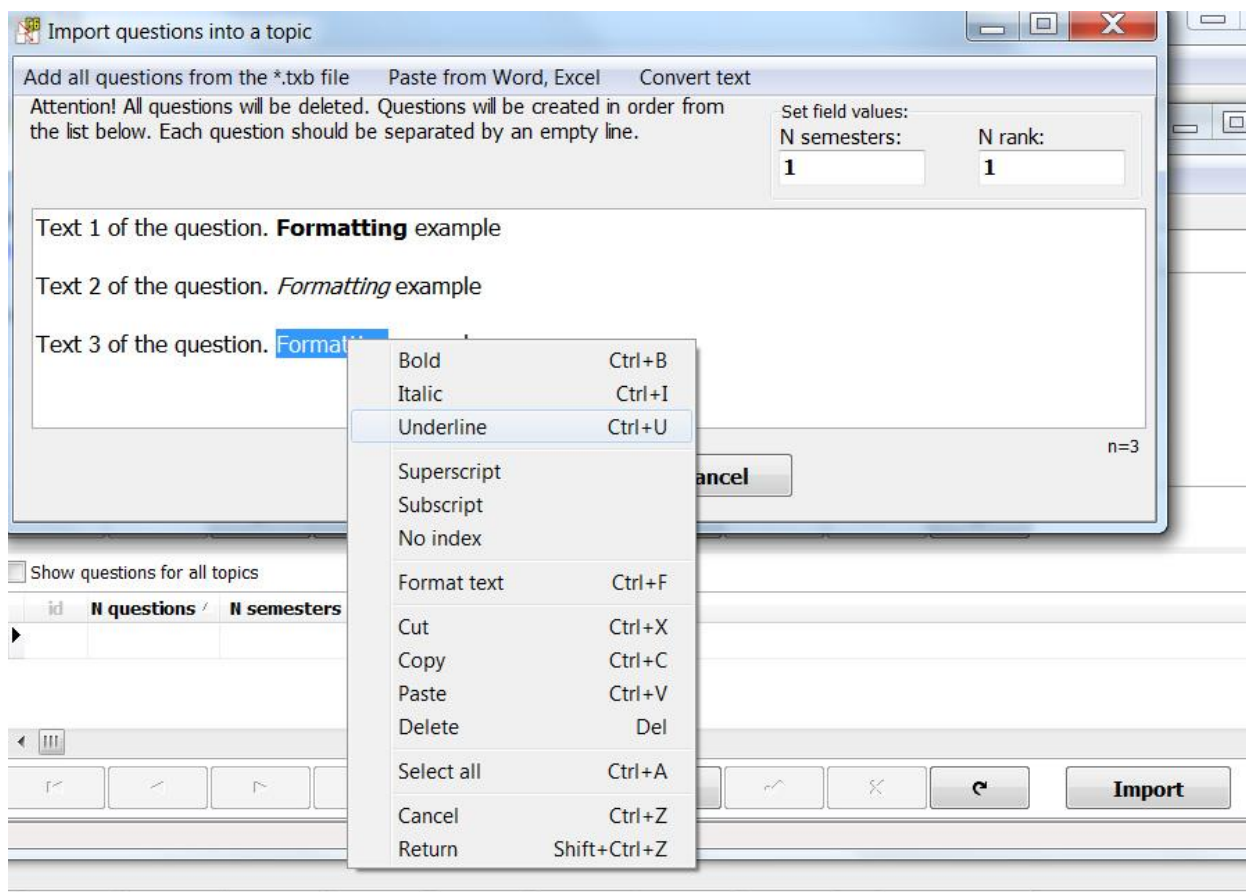 Import questions into a topic
Add all questions from the *.txb file Paste from Word, Excel Convert text
Attention! All questions will be deleted. Questions will be created in order from
the list below. Each question should be separated by an empty line.
Set field values:
N semesters: N rank:
1 1
Text 1 of the question. Formatting example
Text 2 of the question. Formatting example
Text 3 of the question.
Bold Ctrl+B
Italic Ctrl+I
Underline Ctrl+U
n=3
Superscript
Subscript
No index
Format text Ctrl+F
Cut Ctrl+X
Copy Ctrl+C
Paste Ctrl+V
Delete Del
Select all Ctrl+A
Cancel Ctrl+Z
Return Shift+Ctrl+Z
Show questions for all topics
id N questions N semesters
Import